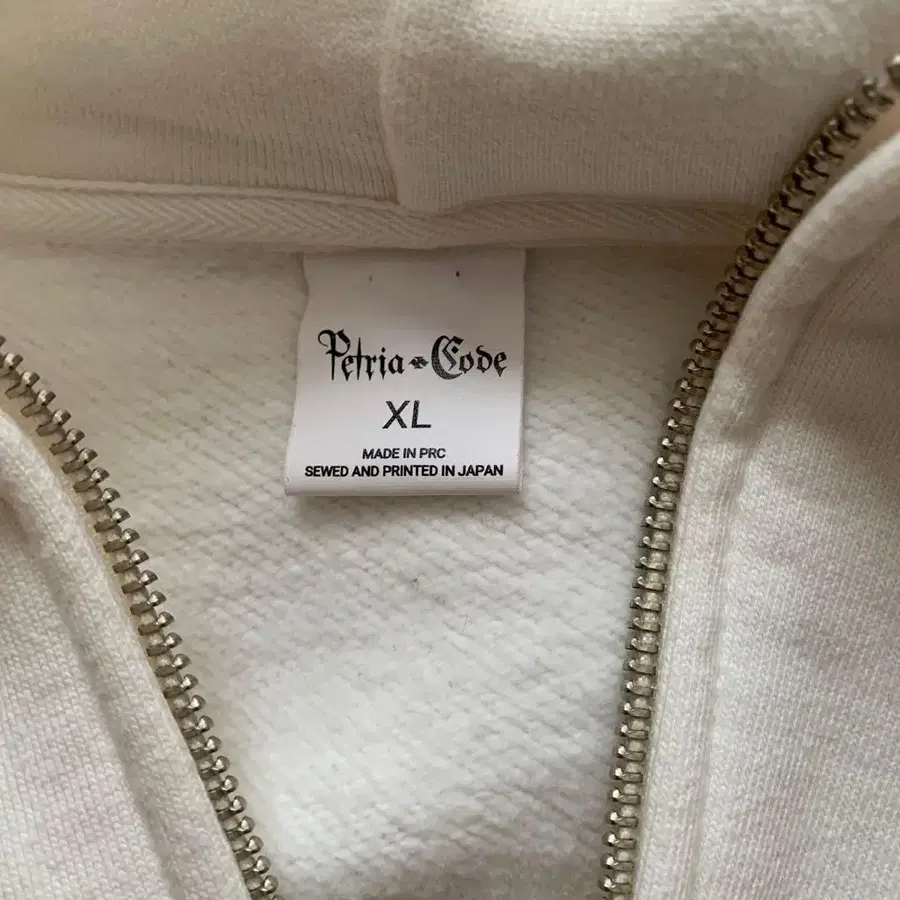 Petria Code
XL
MADE IN PRC
SEWED AND PRINTED IN JAPAN